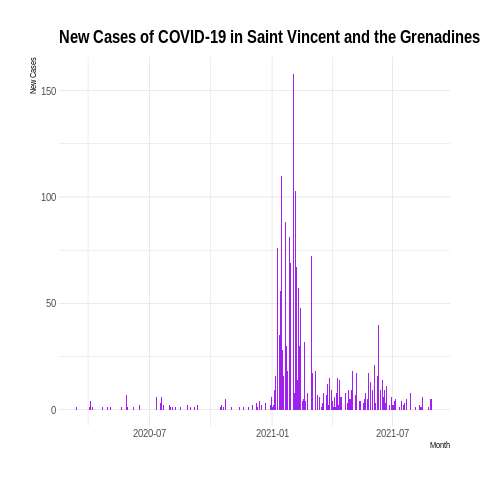 New Cases of COVID-19 in Saint Vincent and the Grenadines
New Cases
150
100
50
0
2020-07
2021-01
2021-07
Month